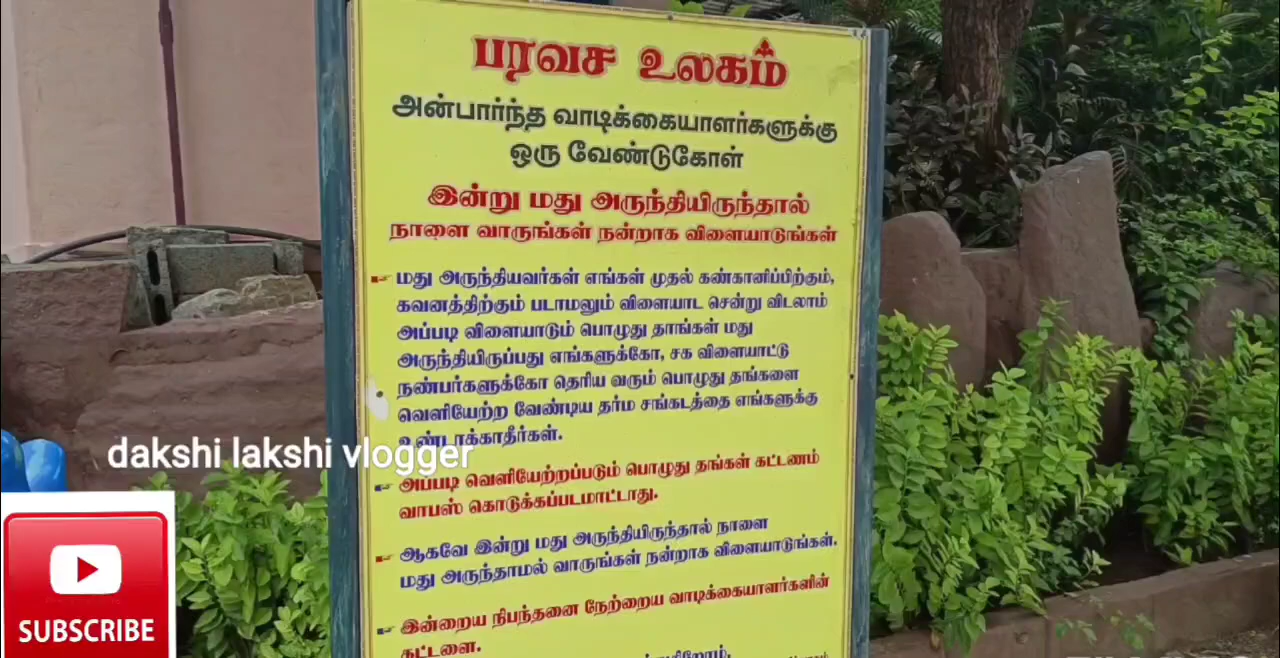 பரவச உலகம்
அன்பார்ந்த வாடிக்கையாளர்களுக்கு
ஒரு வேண்டுகோள்
இன்று மது அருந்தியிருந்தால்
நாளை வாருங்கள் நன்றாக விளையாடுங்கள்
மது அருந்தியவர்கள் எங்கள் முதல் கண்கானிப்பிற்கும்,
கவனத்திற்கும் படாமலும் விளையாட சென்று விடலாம்
அப்படி விளையாடும் பொழுது தாங்கள் மது
அருந்தியிருப்பது எங்களுக்கோ, சக விளையாட்டு
நண்பர்களுக்கோ தெரிய வரும் பொழுது தங்களை
வெளியேற்ற வேண்டிய தர்ம சங்கடத்தை எங்களுக்கு
உண்டாக்காதீர்கள்.
அப்படி வெளியேற்றப்படும் பொழுது தங்கள் கட்டணம்
வாபஸ் கொடுக்கப்படமாட்டாது.
ஆகவே இன்று மது அருந்தியிருந்தால் நாளை
மது அருந்தாமல் வாருங்கள் நன்றாக விளையாடுங்கள்.
இன்றைய நிபந்தனை நேற்றைய வாடிக்கையாளர்களின்
கட்டளை.
dakshi lakshi vlogger
SUBSCRIBE